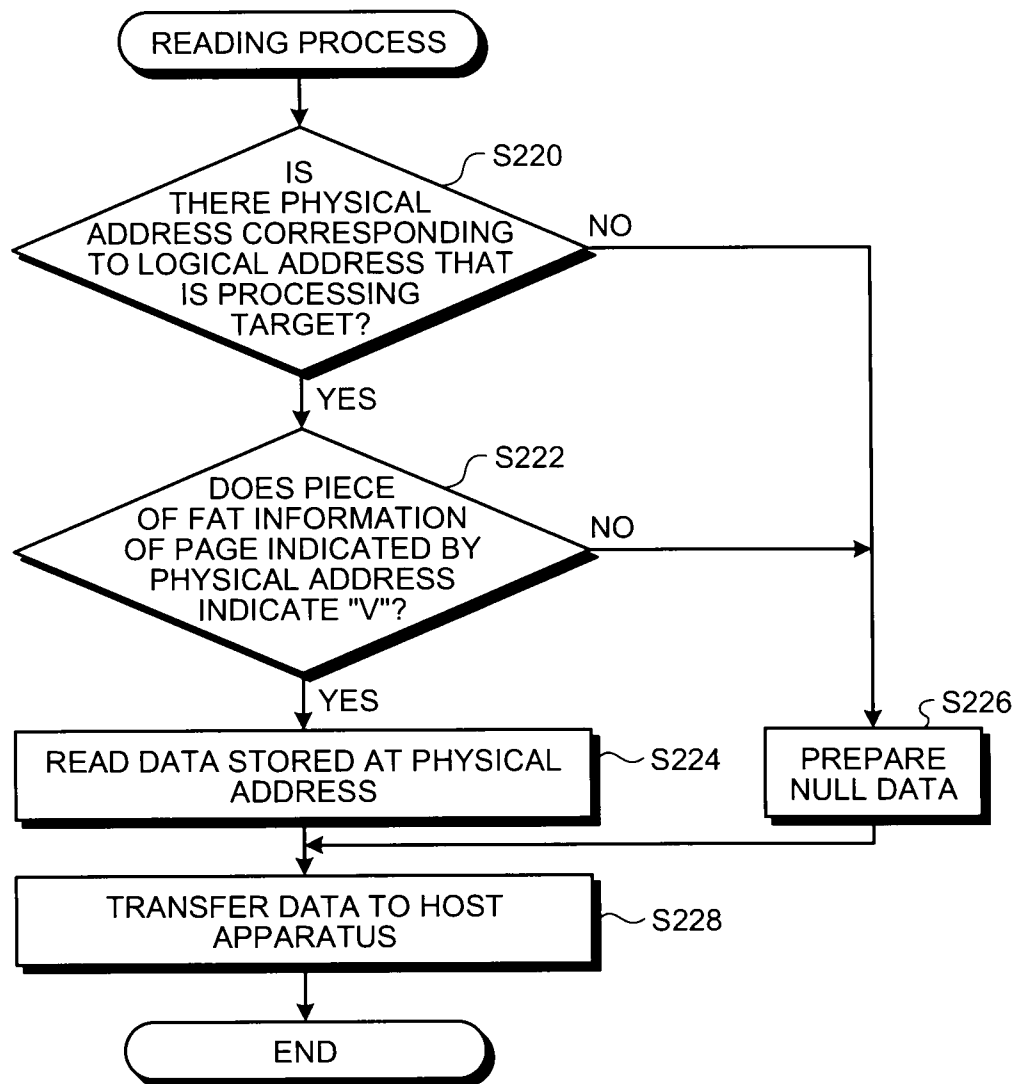 READING PROCESS
S220
IS
THERE PHYSICAL
ADDRESS CORRESPONDING
TO LOGICAL ADDRESS THAT
IS PROCESSING
TARGET?
NO
YES
S222
DOES PIECE
OF FAT INFORMATION
OF PAGE INDICATED BY
PHYSICAL ADDRESS
INDICATE "V"?
NO
YES
S226
READ DATA STORED AT PHYSICAL
ADDRESS
S224
PREPARE
NULL DATA
TRANSFER DATA TO HOST
APPARATUS
S228
END